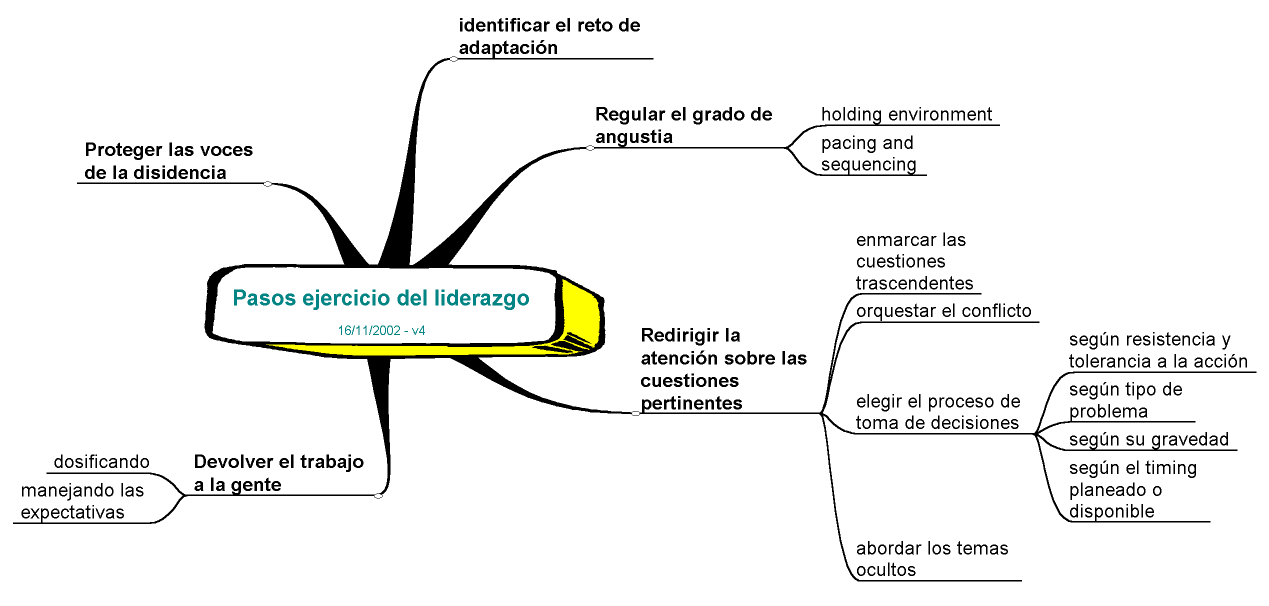 Pasos ejercicio del liderazgo
16/11/2002 - v4
identificar el reto de
adaptación
Regular el grado de
angustia
holding environment
pacing and
sequencing
Redirigir la
atención sobre las
cuestiones
pertinentes
enmarcar las
cuestiones
trascendentes
orquestar el conflicto
elegir el proceso de
toma de decisiones
según resistencia y
tolerancia a la acción
según tipo de
problema
según su gravedad
según el timing
planeado o
disponible
abordar los temas
ocultos
Devolver el trabajo
a la gente
dosificando
manejando las
expectativas
Proteger las voces
de la disidencia